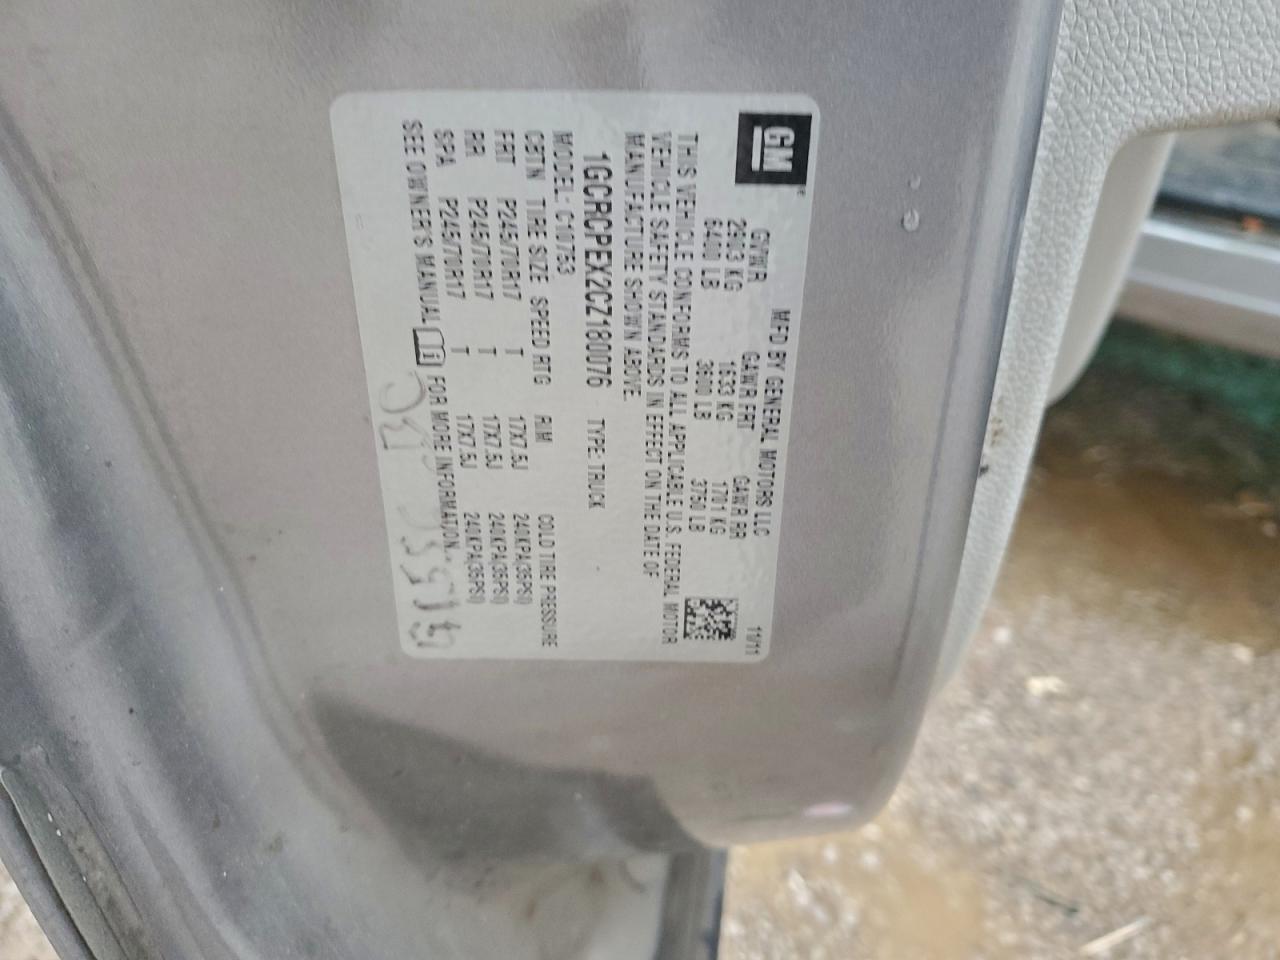 GM
MFD BY GENERAL MOTORS LLC 11/11
GVWR GAWR FRT GAWR RR
2903 KG 1633 KG 1701 KG
6400 LB 3600 LB 3750 LB
THIS VEHICLE CONFORMS TO ALL APPLICABLE U.S. FEDERAL MOTOR
VEHICLE SAFETY STANDARDS IN EFFECT ON THE DATE OF
MANUFACTURE SHOWN ABOVE.
1GCRCPEX2CZ180076 TYPE: TRUCK
MODEL- C10753
CBTN TIRE SIZE SPEED RTG RIM COLD TIRE PRESSURE
FRT P245/70R17 T 17X7.5J 240KPA(35PSI)
RR P245/70R17 T 17X7.5J 240KPA(35PSI)
SPA P245/70R17 T 17X7.5J 240KPA(35PSI)
SEE OWNER'S MANUAL FOR MORE INFORMATION.